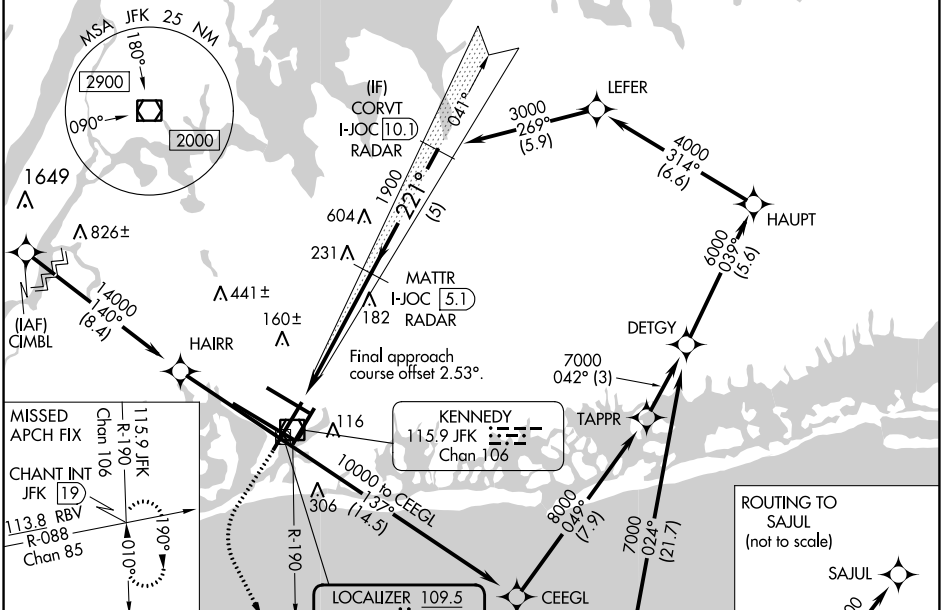 MSA JFK 25 NM
180°
2900
090°
2000
1649
826±
(IAF)
CIMBL
14000
140°
(8.4)
HAIRR
441±
160±
604
231
182
(IF)
CORVT
I-JOC 10.1
RADAR
041°
1900
221°
(5)
MATTR
I-JOC 5.1
RADAR
Final approach
course offset 2.53°.
LEFER
3000
269°
(5.9)
4000
314°
(6.6)
HAUPT
6000
039°
(5.6)
DETGY
7000
042° (3)
TAPPR
KENNEDY
115.9 JFK
Chan 106
116
306
10000 to CEEGL
137°
(14.5)
8000
049°
(7.9)
7000
024°
(21.7)
CEEGL
R-190
LOCALIZER 109.5
MISSED
APCH FIX
115.9 JFK
R-190
Chan 106
CHANT INT
JFK 19
113.8 RBV
R-088
Chan 85
190°
010°
ROUTING TO
SAJUL
(not to scale)
SAJUL